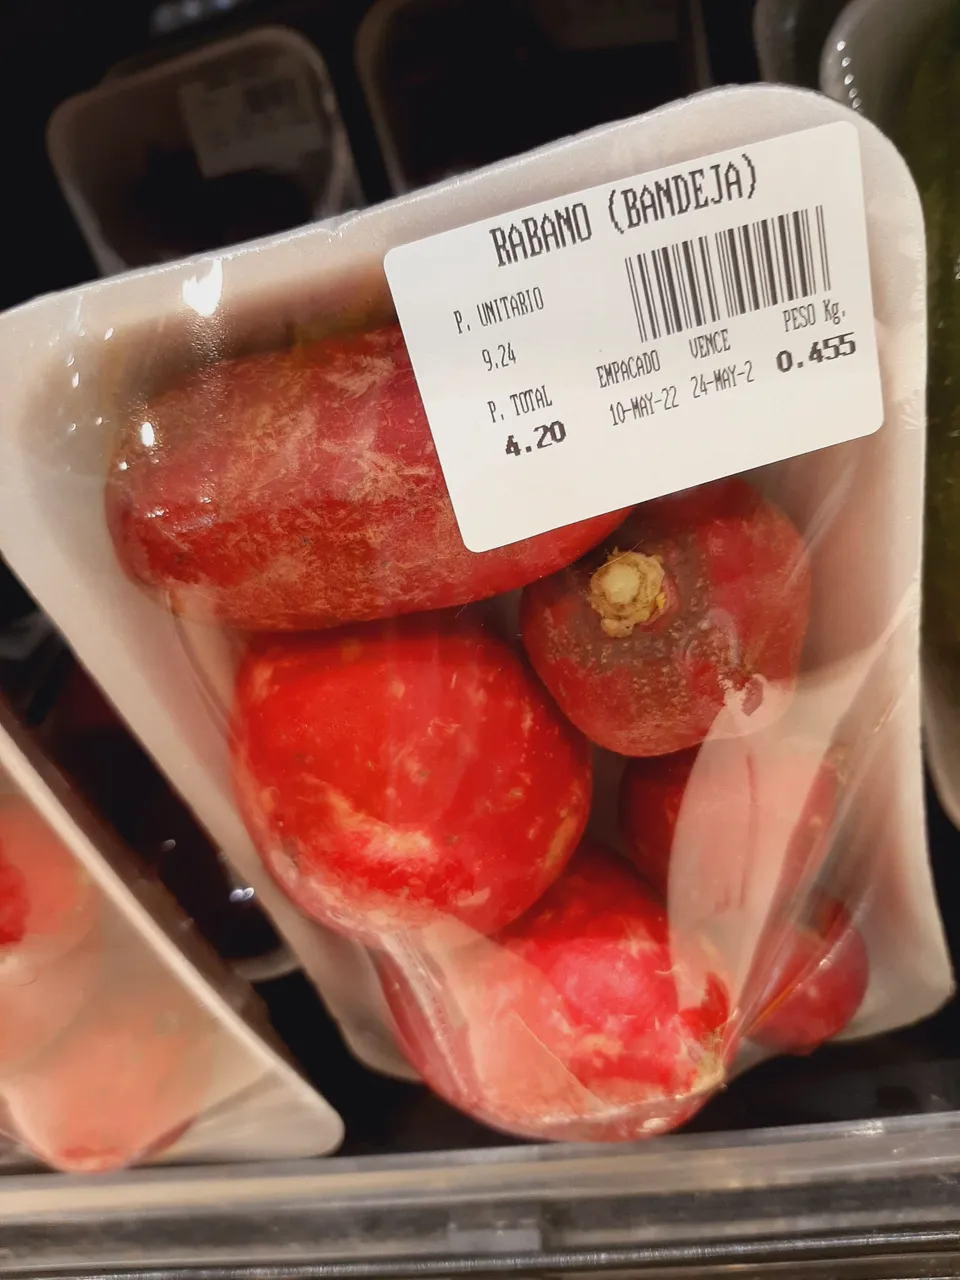 RABANO (BANDEJA)
P. UNITARIO
9.24
P. TOTAL
4.20
EMPACADO
10-MAY-22
VENCE
24-MAY-2
PESO Kg.
0.455